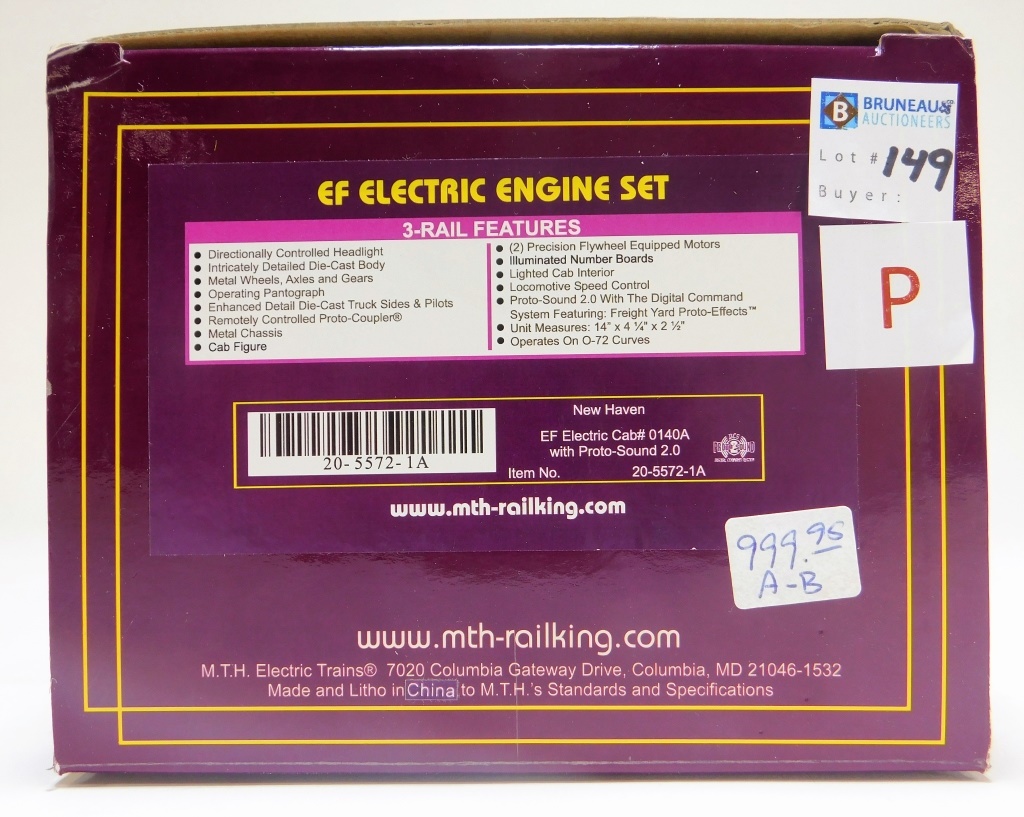 BRUNEAU & CO
AUCTIONEERS
Lot # 149
Buyer:
P
EF ELECTRIC ENGINE SET
3-RAIL FEATURES
• Directionally Controlled Headlight
• Intricately Detailed Die-Cast Body
• Metal Wheels, Axles and Gears
• Operating Pantograph
• Enhanced Detail Die-Cast Truck Sides & Pilots
• Remotely Controlled Proto-Coupler®
• Metal Chassis
• Cab Figure
• (2) Precision Flywheel Equipped Motors
• Illuminated Number Boards
• Lighted Cab Interior
• Locomotive Speed Control
• Proto-Sound 2.0 With The Digital Command
System Featuring: Freight Yard Proto-Effects™
• Unit Measures: 14" x 4 ¼" x 2 ½"
• Operates On O-72 Curves
20-5572-1A
New Haven
EF Electric Cab# 0140A
with Proto-Sound 2.0
Item No. 20-5572-1A
www.mth-railking.com
999.95
A-B
www.mth-railking.com
M.T.H. Electric Trains® 7020 Columbia Gateway Drive, Columbia, MD 21046-1532
Made and Litho in China to M.T.H.'s Standards and Specifications